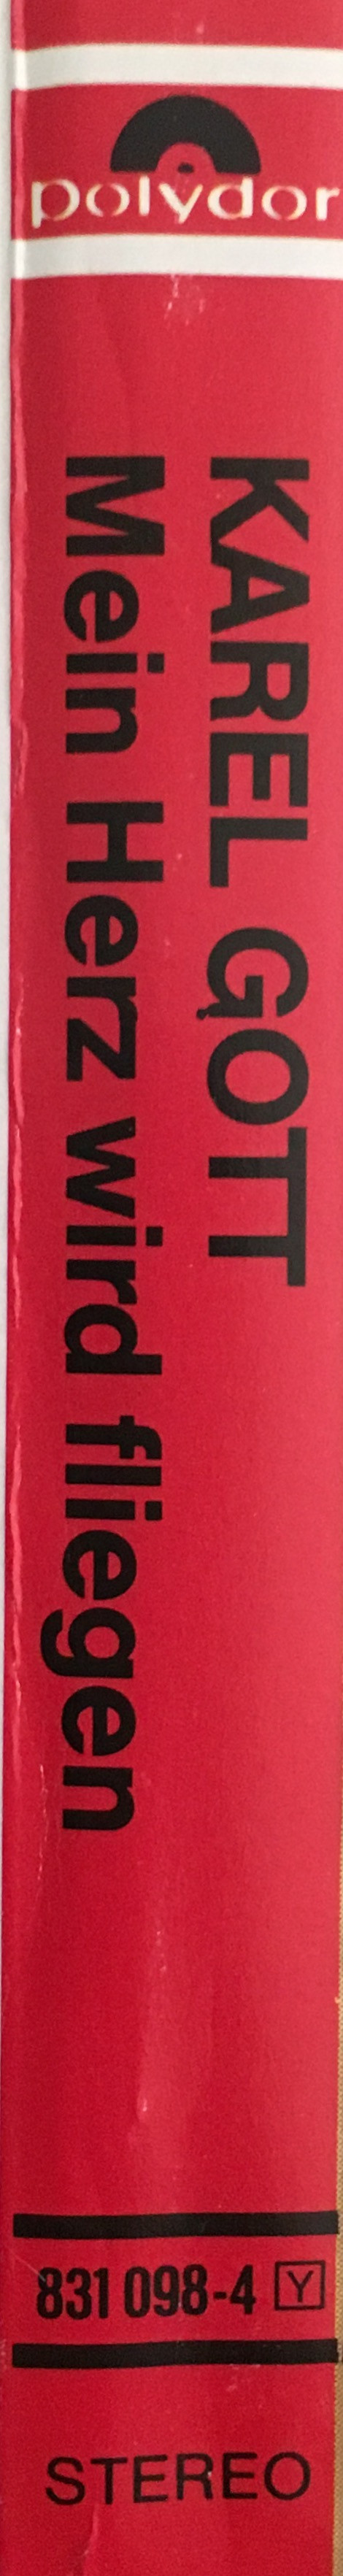 polydor
KAREL GOTT
Mein Herz wird fliegen
831 098-4 Y
STEREO